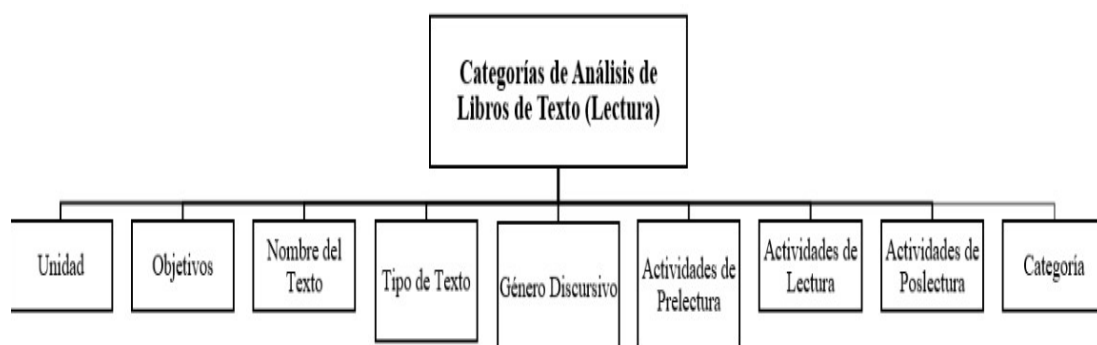 Categorías de Análisis de
Libros de Texto (Lectura)
Unidad
Objetivos
Nombre del
Texto
Tipo de Texto
Género Discursivo
Actividades de
Prelectura
Actividades de
Lectura
Actividades de
Poslectura
Categoría